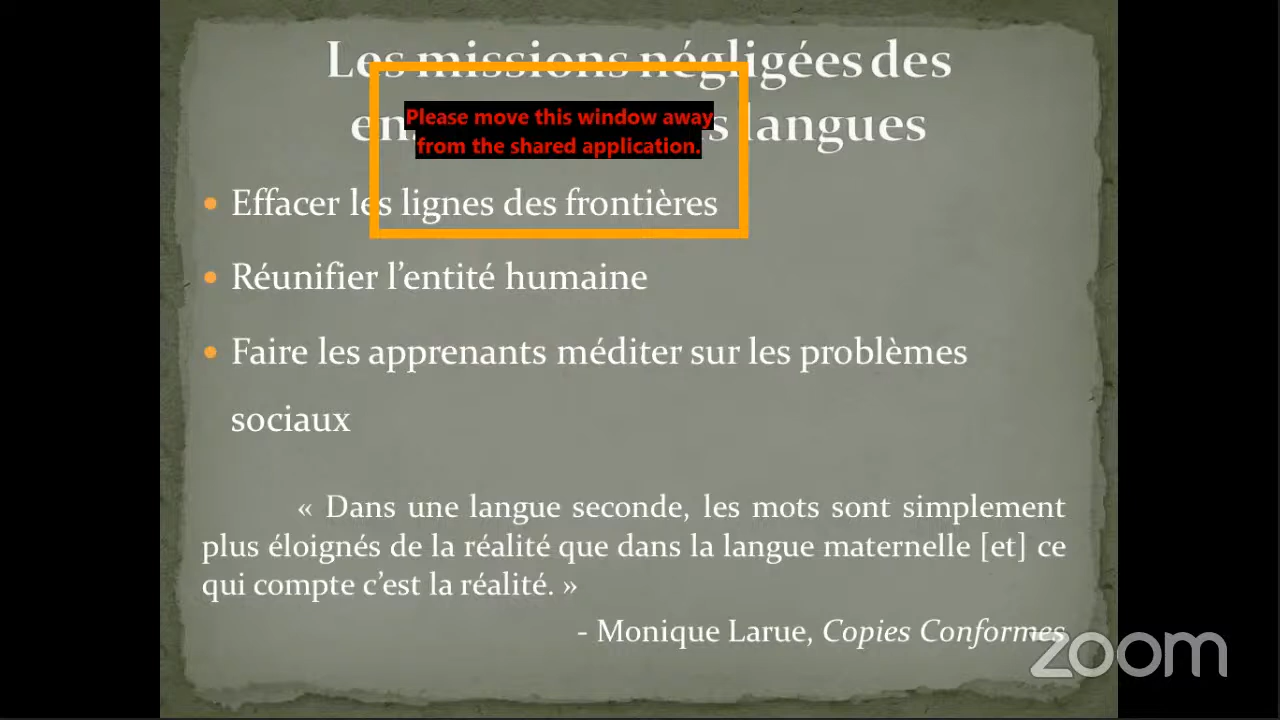 Les missions négligées des
langues
Please move this window away
from the shared application.
• Effacer les lignes des frontières
• Réunifier l’entité humaine
• Faire les apprenants méditer sur les problèmes
sociaux
« Dans une langue seconde, les mots sont simplement
plus éloignés de la réalité que dans la langue maternelle [et] ce
qui compte c’est la réalité. »
- Monique Larue, Copies Conformes
zoom